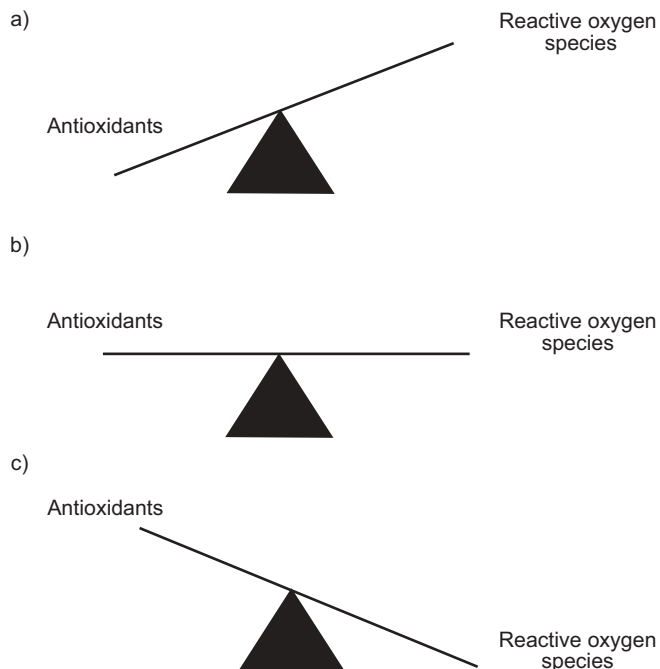 a)
Reactive oxygen
species
Antioxidants
b)
Antioxidants
Reactive oxygen
species
c)
Antioxidants
Reactive oxygen
species